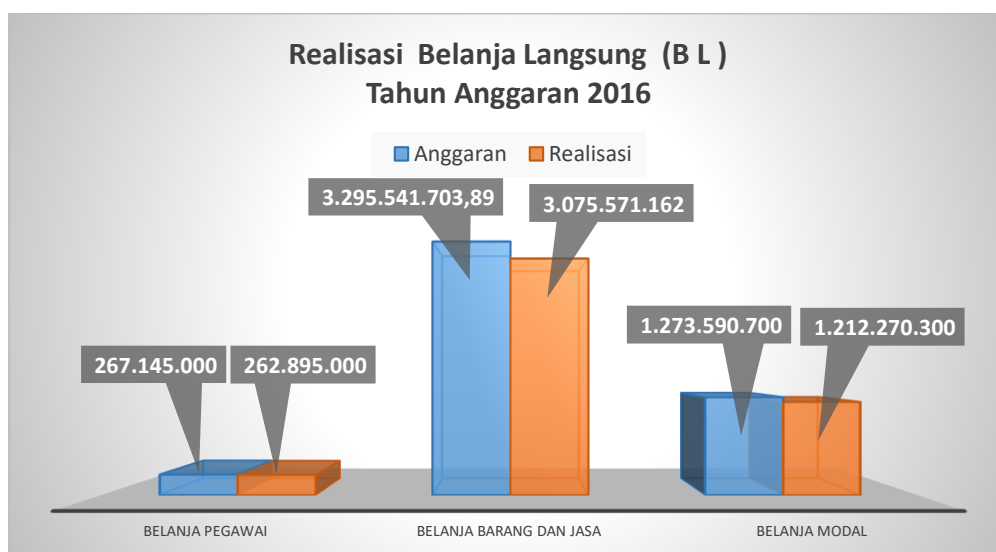 Realisasi Belanja Langsung (B L )
Tahun Anggaran 2016
Anggaran Realisasi
3.295.541.703,89 3.075.571.162
1.273.590.700 1.212.270.300
267.145.000 262.895.000
BELANJA PEGAWAI BELANJA BARANG DAN JASA BELANJA MODAL